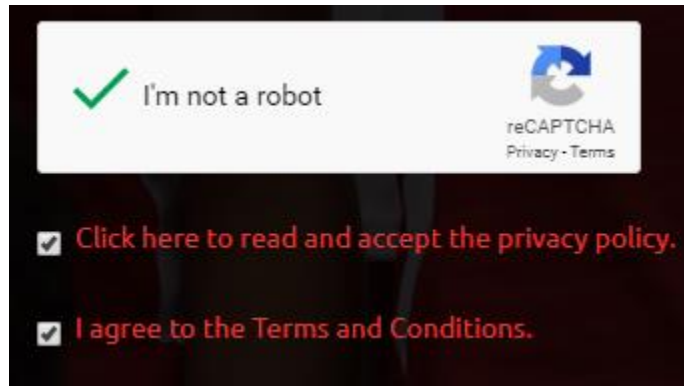 I'm not a robot
reCAPTCHA
Privacy - Terms
Click here to read and accept the privacy policy.
I agree to the Terms and Conditions.